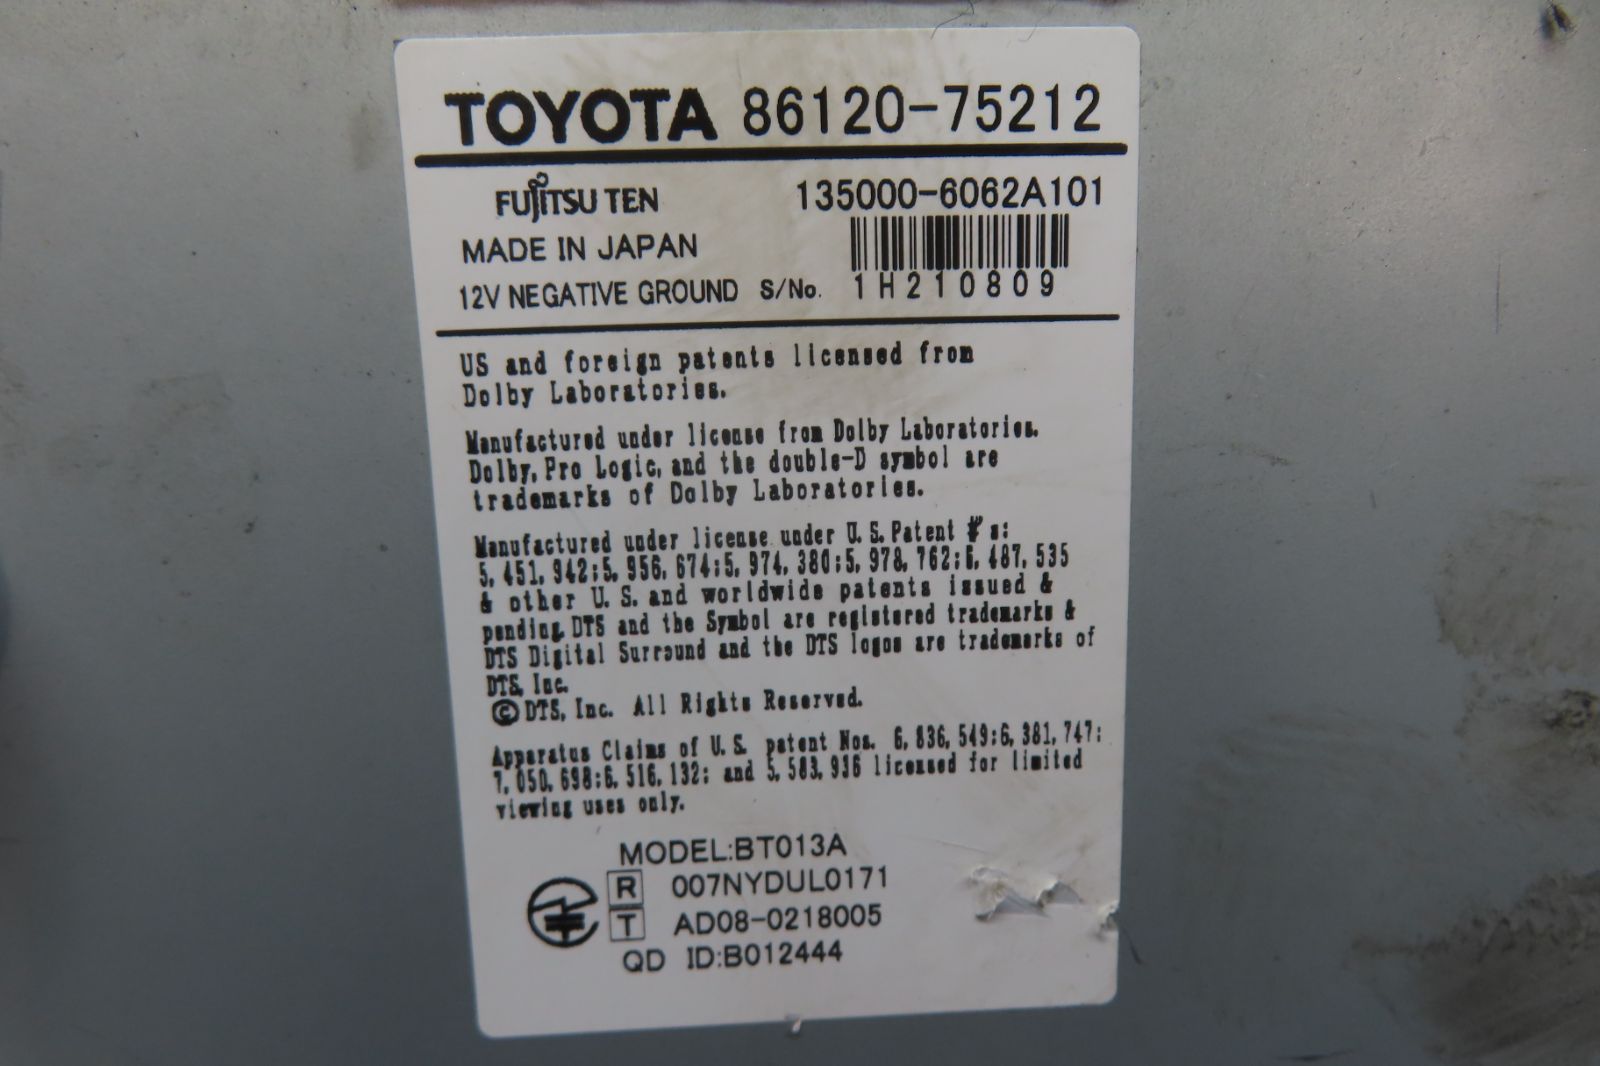 TOYOTA 86120-75212
FUJITSU TEN 135000-6062A101
MADE IN JAPAN
12V NEGATIVE GROUND S/No. 1H210809
US and foreign patents licensed from
Dolby Laboratories.
Manufactured under license from Dolby Laboratories.
Dolby, Pro Logic, and the double-D symbol are
trademarks of Dolby Laboratories.
Manufactured under license under U.S. Patent #'s:
5,451,942;5,956,674;5,974,380;5,978,762;6,487,535
& other U.S. and worldwide patents issued &
pending. DTS and the Symbol are registered trademarks &
DTS Digital Surround and the DTS logos are trademarks of
DTS, Inc.
© DTS, Inc. All Rights Reserved.
Apparatus Claims of U.S. patent Nos. 6,836,549;6,381,747;
7,050,698;6,516,132; and 5,583,936 licensed for limited
viewing uses only.
MODEL:BT013A
R 007NYDUL0171
T AD08-0218005
QD ID:B012444